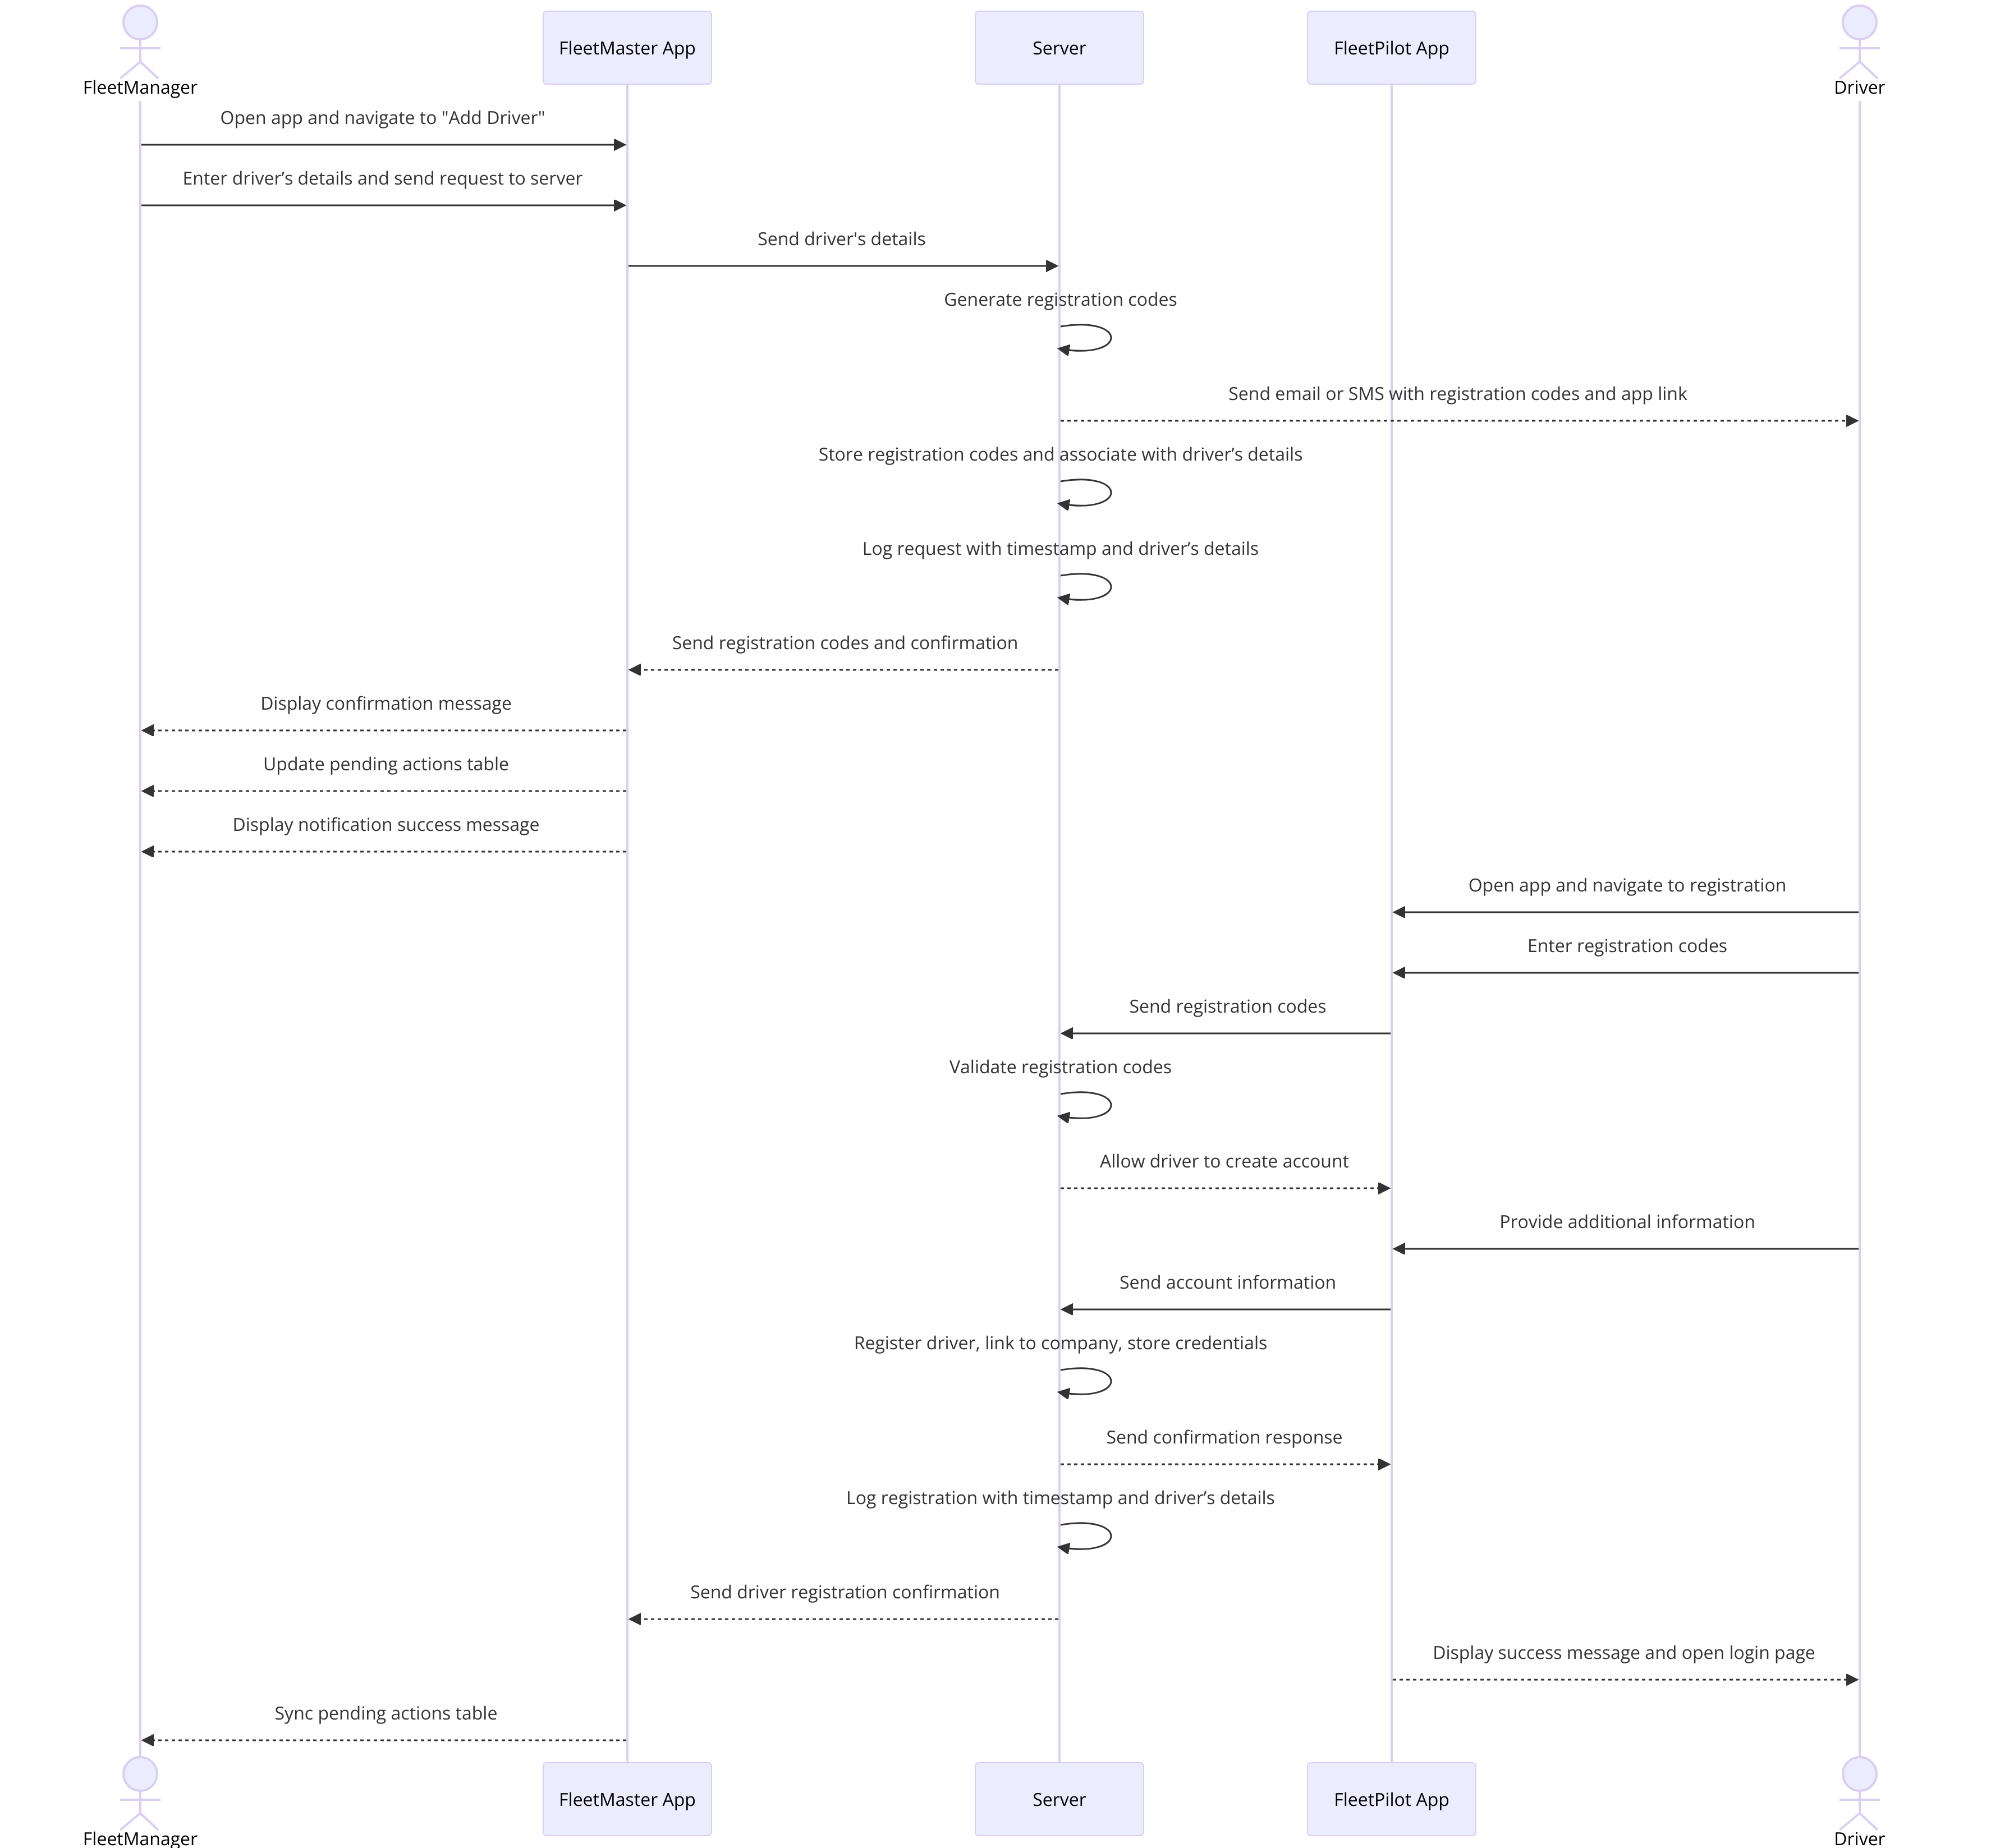 FleetManager
FleetMaster App
Server
FleetPilot App
Driver
Open app and navigate to "Add Driver"
Enter driver’s details and send request to server
Send driver's details
Generate registration codes
Send email or SMS with registration codes and app link
Store registration codes and associate with driver’s details
Log request with timestamp and driver’s details
Send registration codes and confirmation
Display confirmation message
Update pending actions table
Display notification success message
Open app and navigate to registration
Enter registration codes
Send registration codes
Validate registration codes
Allow driver to create account
Provide additional information
Send account information
Register driver, link to company, store credentials
Send confirmation response
Log registration with timestamp and driver’s details
Send driver registration confirmation
Display success message and open login page
Sync pending actions table
FleetManager
FleetMaster App
Server
FleetPilot App
Driver